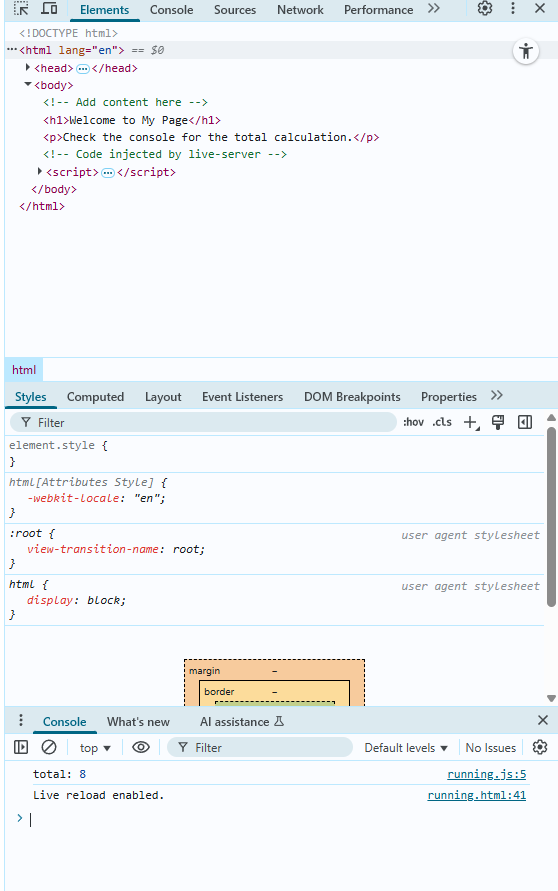 Elements Console Sources Network Performance
<!DOCTYPE html>
<html lang="en"> == $0
<head> </head>
<body>
<!-- Add content here -->
<h1>Welcome to My Page</h1>
<p>Check the console for the total calculation.</p>
<!-- Code injected by live-server -->
<script> </script>
</body>
</html>
html
Styles Computed Layout Event Listeners DOM Breakpoints Properties
Filter :hov .cls
element.style {
}
html[Attributes Style] {
-webkit-locale: "en";
}
:root { user agent stylesheet
view-transition-name: root;
}
html { user agent stylesheet
display: block;
}
margin -
border -
Console What's new AI assistance
top Filter Default levels No Issues
total: 8 running.js:5
Live reload enabled. running.html:41